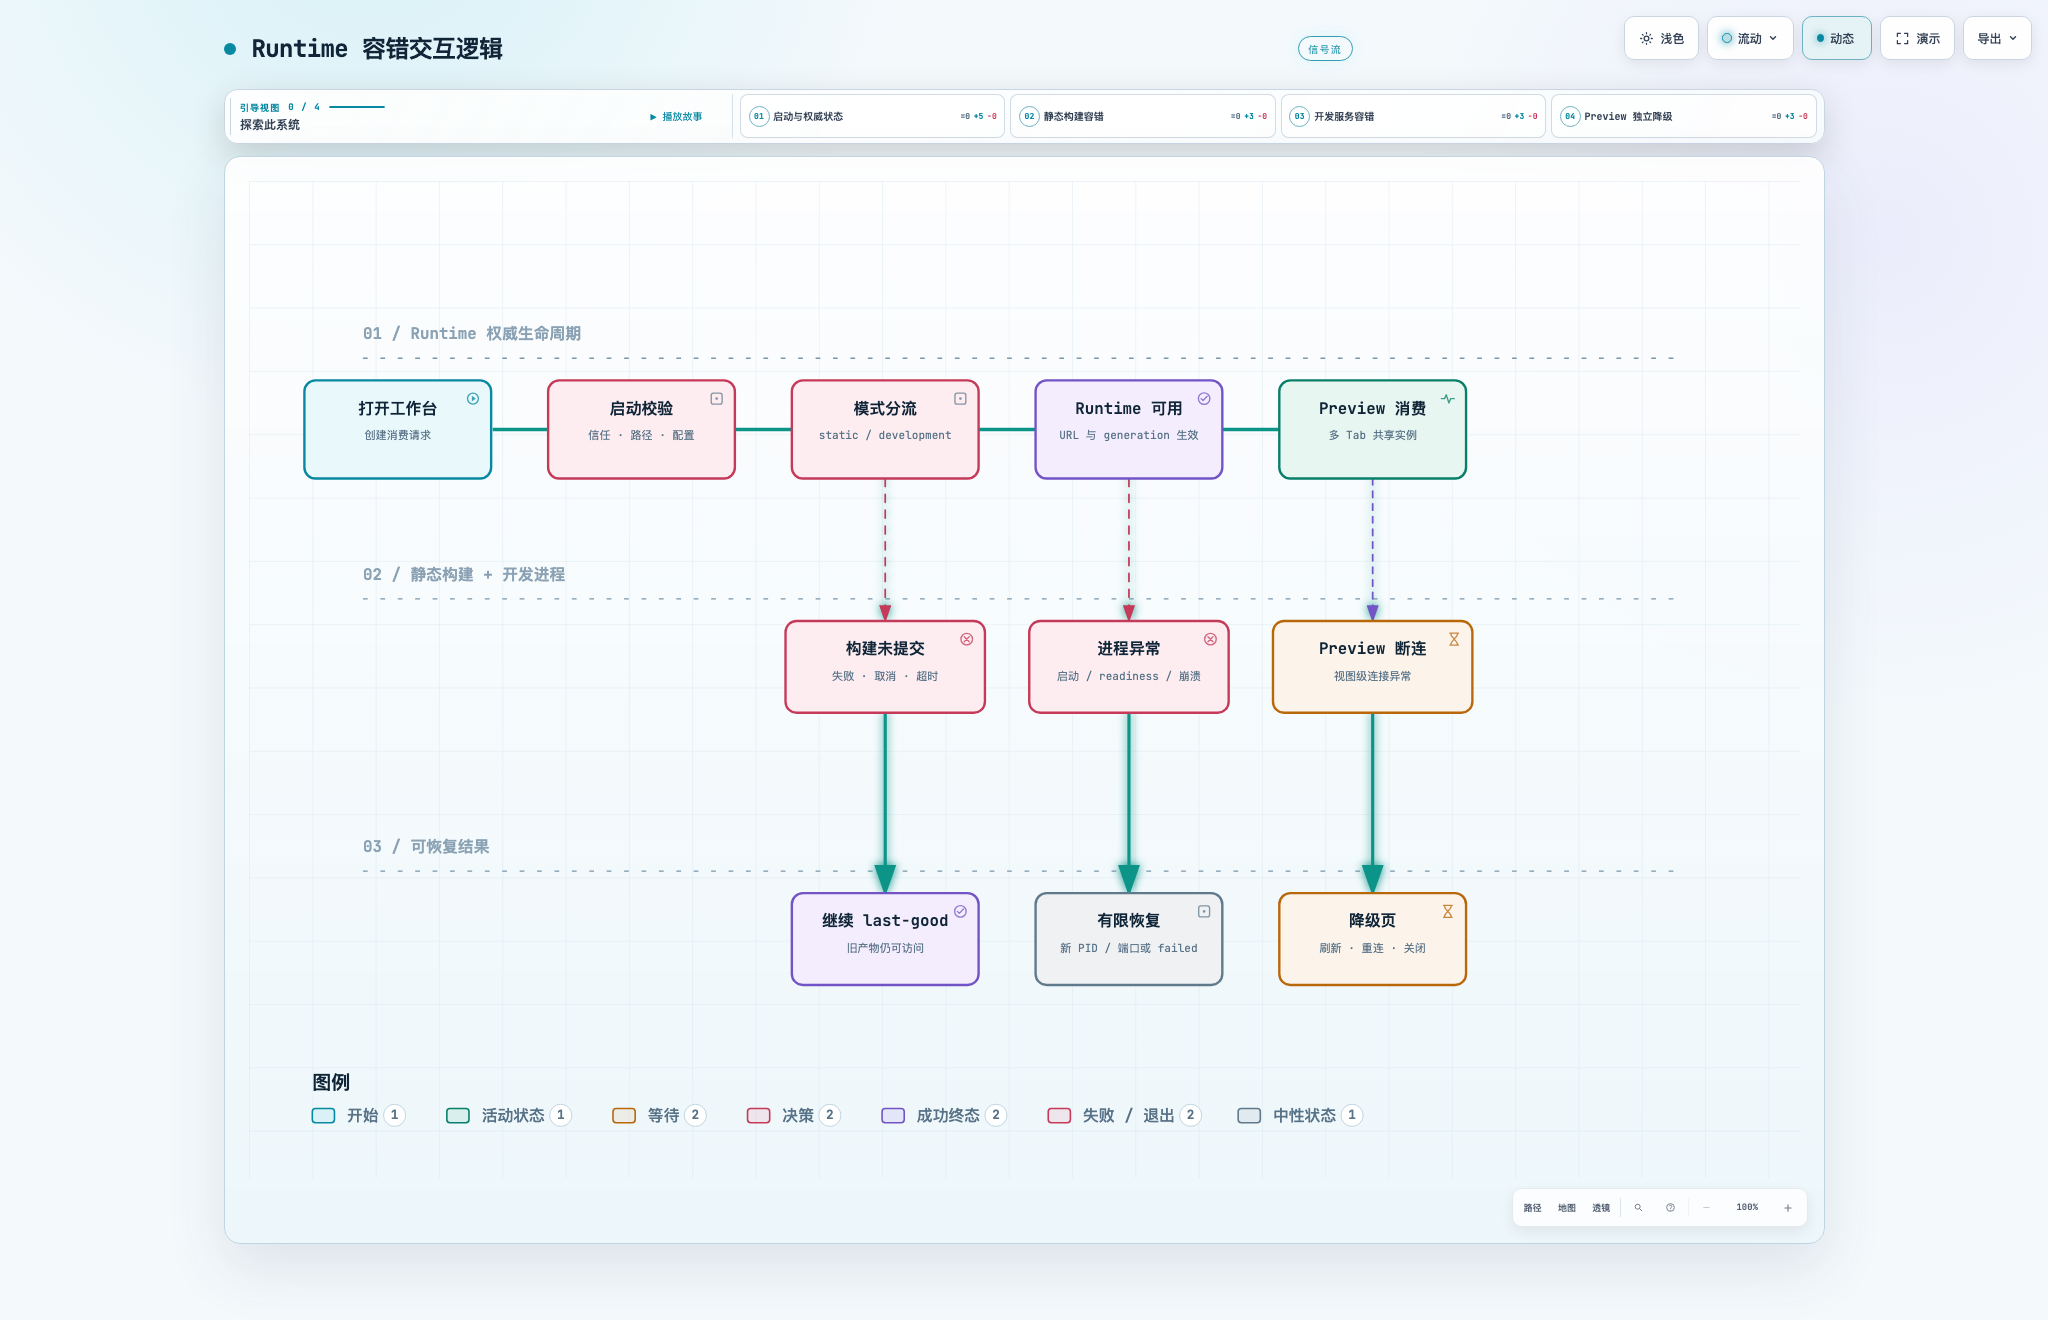 Runtime 容错交互逻辑
信号流
浅色
流动
动态
演示
导出
引导视图 0 / 4
探索此系统
▶ 播放故事
01 启动与权威状态 =0 +5 -0
02 静态构建容错 =0 +3 -0
03 开发服务容错 =0 +3 -0
04 Preview 独立降级 =0 +3 -0
01 / Runtime 权威生命周期
打开工作台
创建消费请求
启动校验
信任 · 路径 · 配置
模式分流
static / development
Runtime 可用
URL 与 generation 生效
Preview 消费
多 Tab 共享实例
02 / 静态构建 + 开发进程
构建未提交
失败 · 取消 · 超时
进程异常
启动 / readiness / 崩溃
Preview 断连
视图级连接异常
03 / 可恢复结果
继续 last-good
旧产物仍可访问
有限恢复
新 PID / 端口或 failed
降级页
刷新 · 重连 · 关闭
图例
开始 1
活动状态 1
等待 2
决策 2
成功终态 2
失败 / 退出 2
中性状态 1
路径 地图 透镜 − 100% +